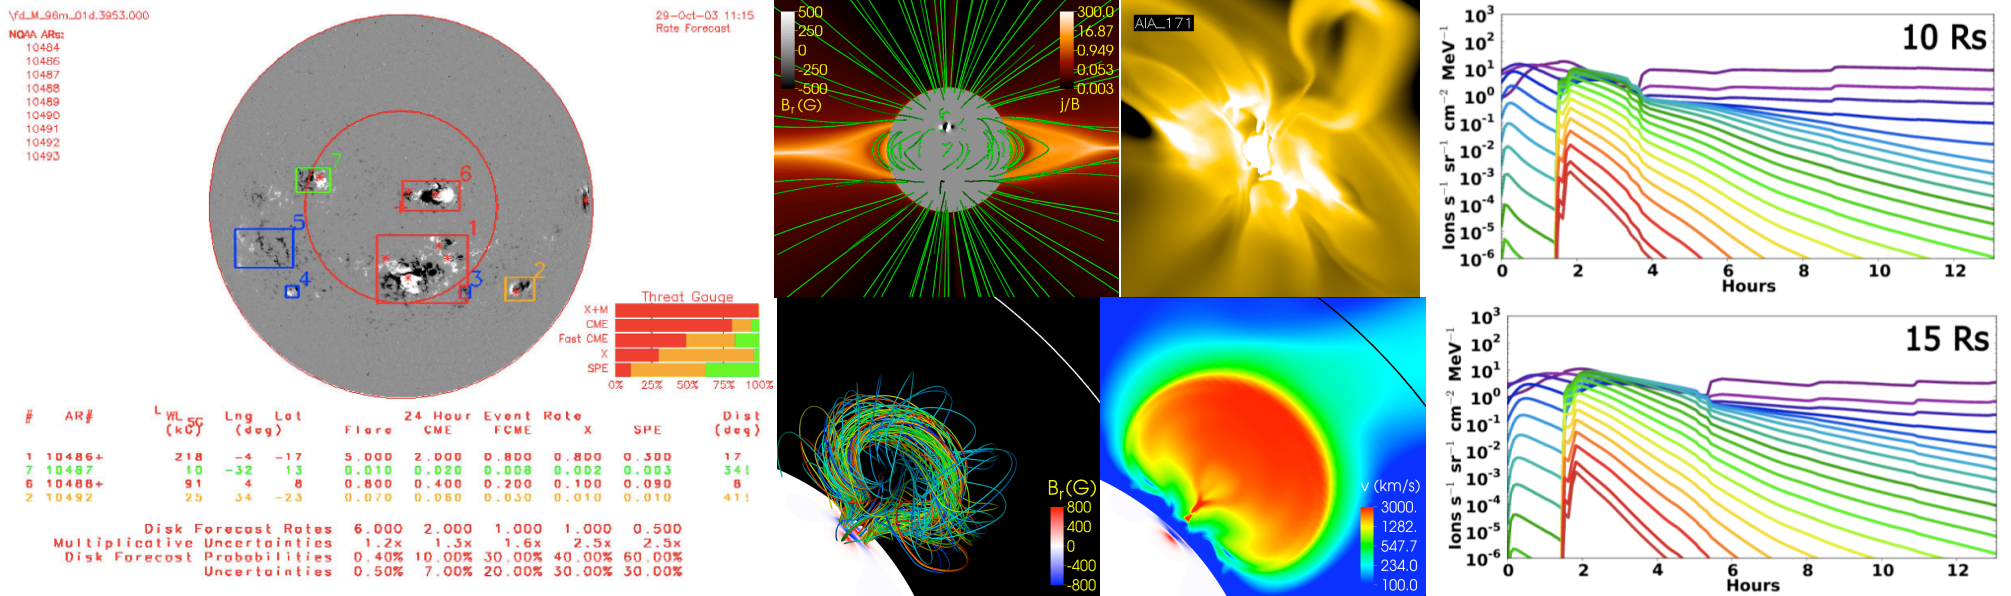 \fd_M_96m_01d.3953.000
29-Oct-03 11:15
Rate Forecast
NOAA ARs:
10484
10486
10487
10488
10489
10490
10491
10492
10493
7
6
5
1
4
3
2
Threat Gauge
X+M
CME
Fast CME
X
SPE
0% 25% 50% 75% 100%
# AR# L WL SG Lng Lat 24 Hour Event Rate Dist
(kG) (deg) Flare CME FCME X SPE (deg)
1 10486+ 218 -4 -17 5.000 2.000 0.800 0.800 0.300 17
7 10487 10 -32 13 0.010 0.020 0.008 0.002 0.003 34!
6 10488+ 91 4 8 0.800 0.400 0.200 0.100 0.090 8
2 10492 25 34 -23 0.070 0.060 0.030 0.010 0.010 41!
Disk Forecast Rates 6.000 2.000 1.000 1.000 0.500
Multiplicative Uncertainties 1.2x 1.3x 1.6x 2.5x 2.5x
Disk Forecast Probabilities 0.40% 10.00% 30.00% 40.00% 60.00%
Uncertainties 0.50% 7.00% 20.00% 30.00% 30.00%
500
250
0
-250
-500
Br(G)
300.0
16.87
0.949
0.053
0.003
j/B
AIA_171
Br(G)
800
400
0
-400
-800
v (km/s)
3000.
1282.
547.7
234.0
100.0
10 Rs
Ions s⁻¹ sr⁻¹ cm⁻² MeV⁻¹
10³
10²
10¹
10⁰
10⁻¹
10⁻²
10⁻³
10⁻⁴
10⁻⁵
10⁻⁶
0 2 4 6 8 10 12
Hours
15 Rs
Ions s⁻¹ sr⁻¹ cm⁻² MeV⁻¹
10³
10²
10¹
10⁰
10⁻¹
10⁻²
10⁻³
10⁻⁴
10⁻⁵
10⁻⁶
0 2 4 6 8 10 12
Hours